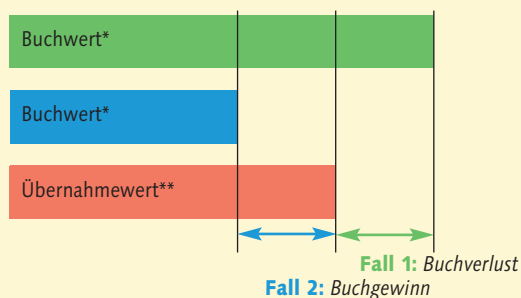 Buchwert*
Buchwert*
Übernahmewert**
Fall 1: Buchverlust
Fall 2: Buchgewinn